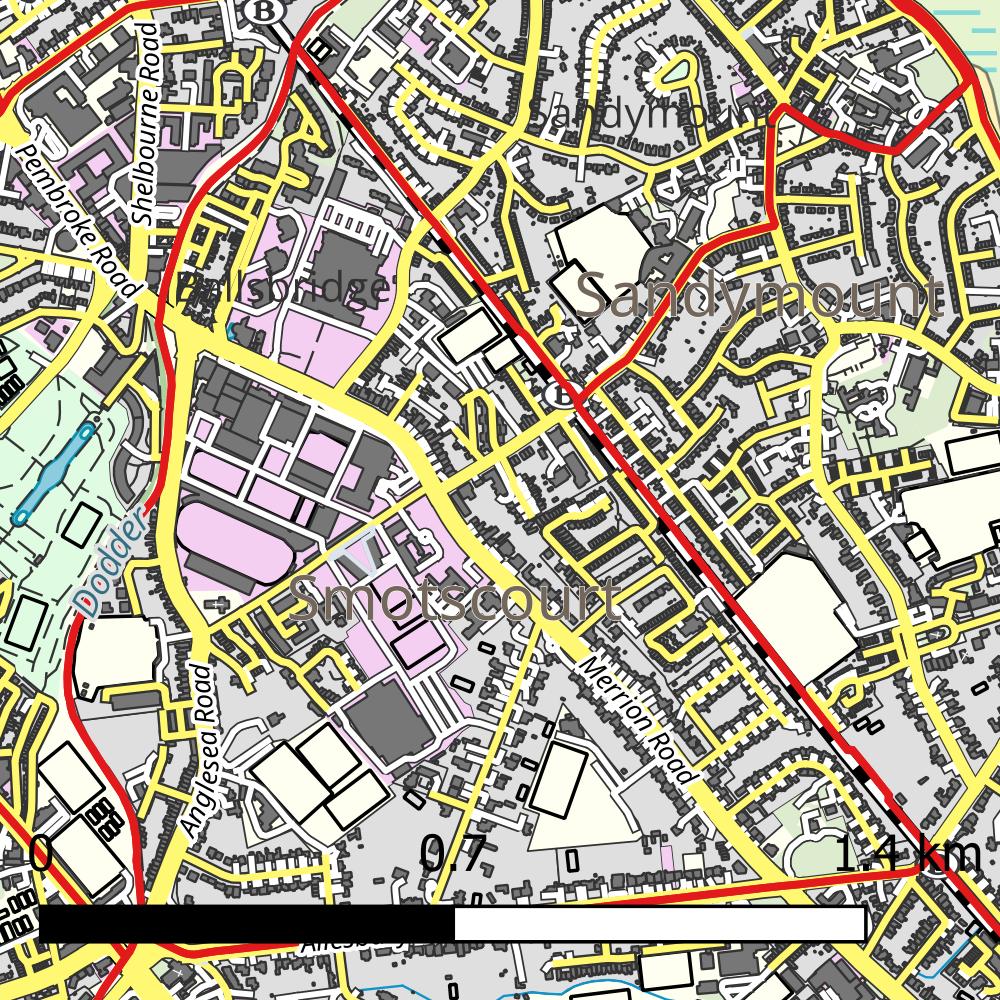 B
Shelbourne Road
Sandymount
Pembroke Road
Ballsbridge
Sandymount
B
Dodder
Smotscourt
Merrion Road
Anglesea Road
0
0.7
1.4 km